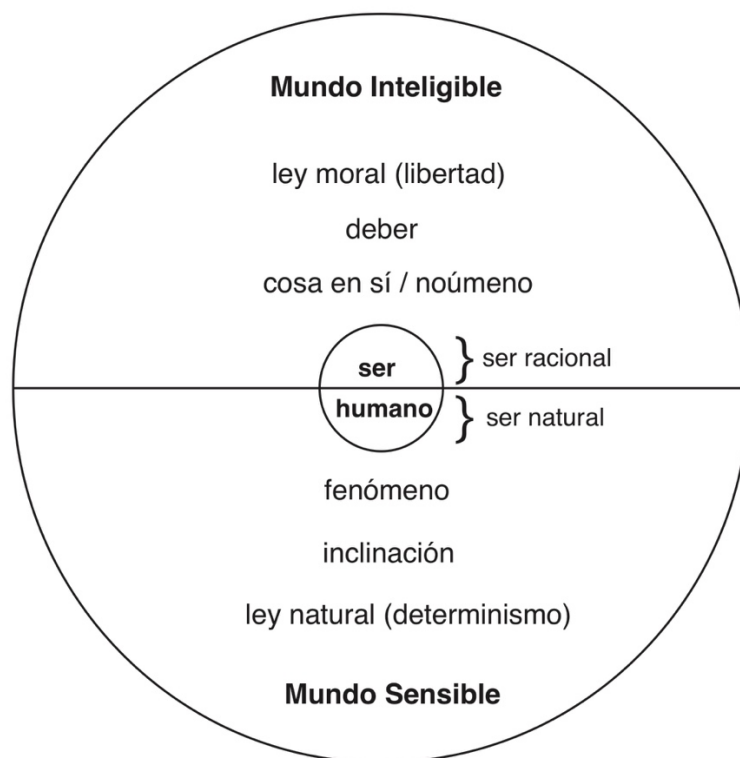 Mundo Inteligible
ley moral (libertad)
deber
cosa en sí / noúmeno
ser } ser racional
humano } ser natural
fenómeno
inclinación
ley natural (determinismo)
Mundo Sensible